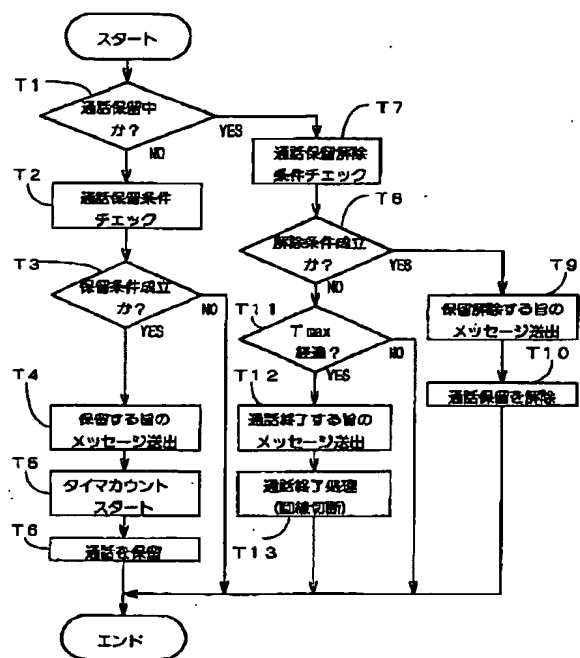 スタート
T1
通話保留中
か?
YES
NO
T2
通話保留条件
チェック
T3
保留条件成立
か?
NO
YES
T4
保留する旨の
メッセージ送出
T5
タイマカウント
スタート
T6
通話を保留
エンド
T7
通話保留解除
条件チェック
T8
解除条件成立
か?
YES
NO
T11
Tmax
経過?
NO
YES
T12
通話終了する旨の
メッセージ送出
通話終了処理
(回線切断)
T13
T9
保留解除する旨の
メッセージ送出
T10
通話保留を解除